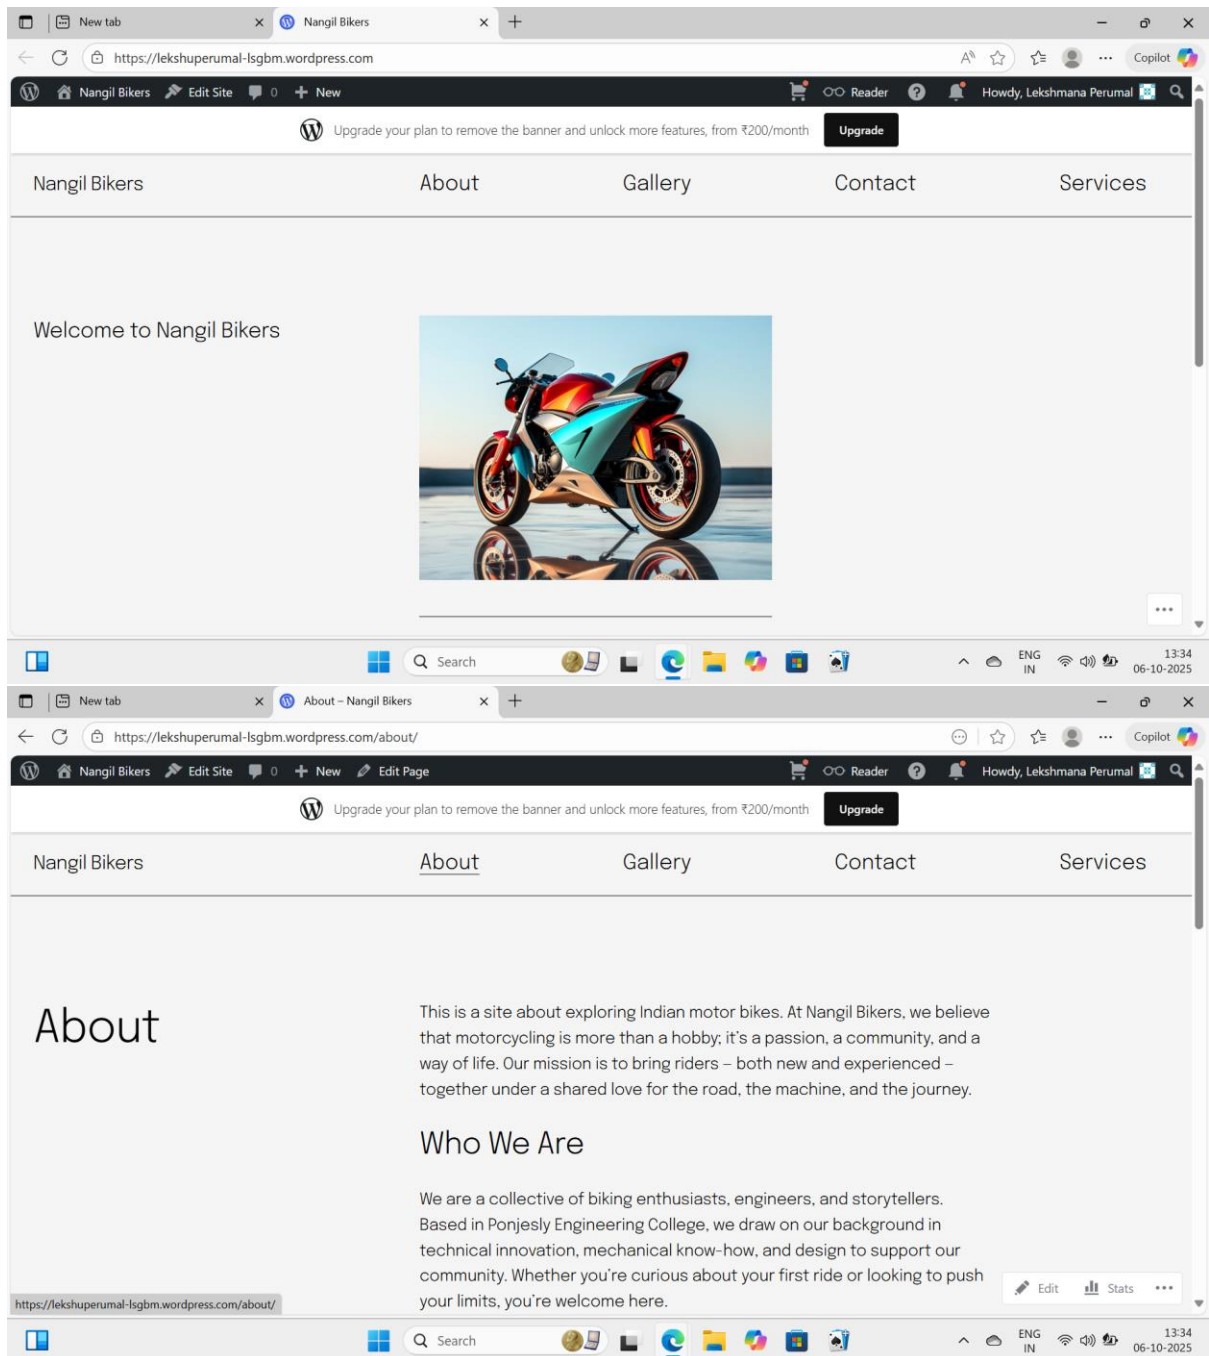 New tab
Nangil Bikers
https://lekshuperumal-lsgbm.wordpress.com
Copilot
Nangil Bikers Edit Site 0 New Reader Howdy, Lekshmana Perumal
Upgrade your plan to remove the banner and unlock more features, from ₹200/month Upgrade
Nangil Bikers About Gallery Contact Services
Welcome to Nangil Bikers
Search
ENG
IN
13:34
06-10-2025
New tab
About – Nangil Bikers
https://lekshuperumal-lsgbm.wordpress.com/about/
Copilot
Nangil Bikers Edit Site 0 New Edit Page Reader Howdy, Lekshmana Perumal
Upgrade your plan to remove the banner and unlock more features, from ₹200/month Upgrade
Nangil Bikers About Gallery Contact Services
About
This is a site about exploring Indian motor bikes. At Nangil Bikers, we believe
that motorcycling is more than a hobby; it's a passion, a community, and a
way of life. Our mission is to bring riders – both new and experienced –
together under a shared love for the road, the machine, and the journey.
Who We Are
We are a collective of biking enthusiasts, engineers, and storytellers.
Based in Ponjesly Engineering College, we draw on our background in
technical innovation, mechanical know-how, and design to support our
community. Whether you're curious about your first ride or looking to push
your limits, you're welcome here.
Edit Stats
https://lekshuperumal-lsgbm.wordpress.com/about/
Search
ENG
IN
13:34
06-10-2025